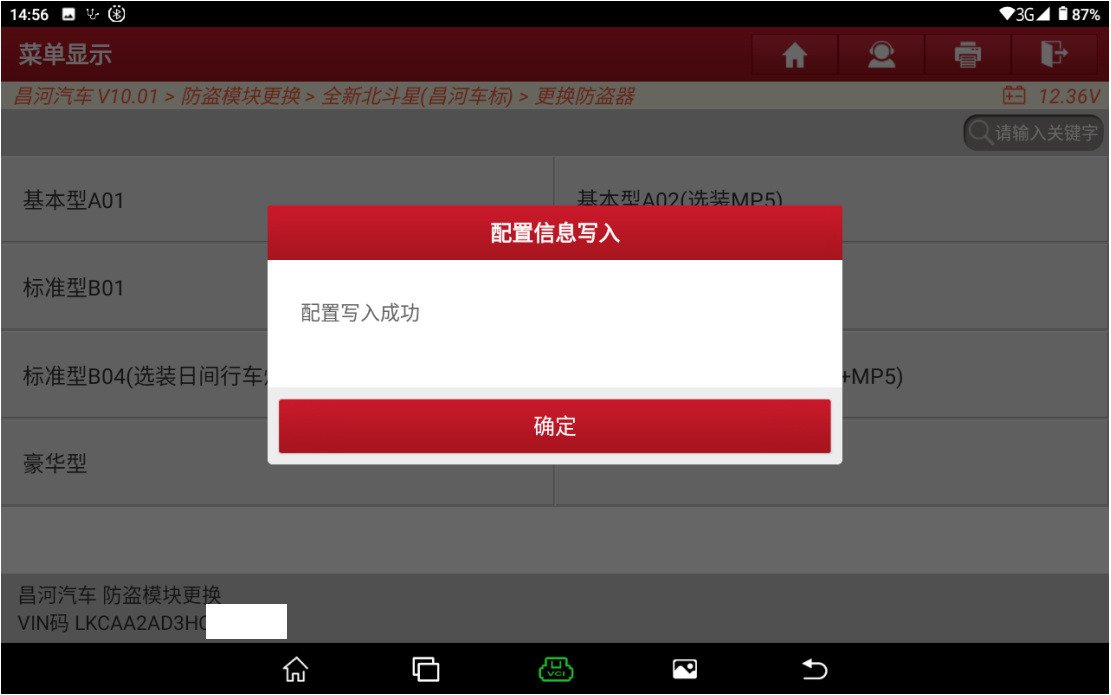 14:56
3G 87%
菜单显示
昌河汽车 V10.01 > 防盗模块更换 > 全新北斗星(昌河车标) > 更换防盗器
12.36V
请输入关键字
基本型A01
基本型A02(选装MP5)
标准型B01
配置信息写入
配置写入成功
标准型B04(选装日间行车
+MP5)
确定
豪华型
昌河汽车 防盗模块更换
VIN码 LKCAA2AD3H
VCI